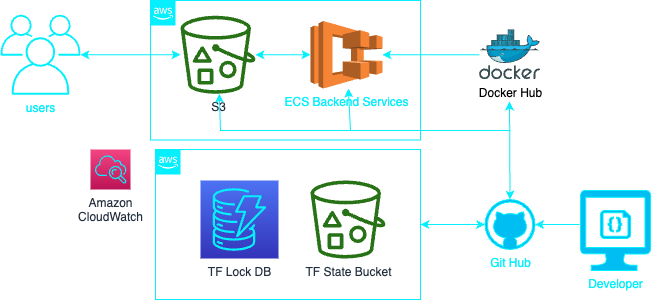 aws
users
S3
ECS Backend Services
docker
Docker Hub
aws
Amazon
CloudWatch
TF Lock DB
TF State Bucket
Git Hub
{}
Developer